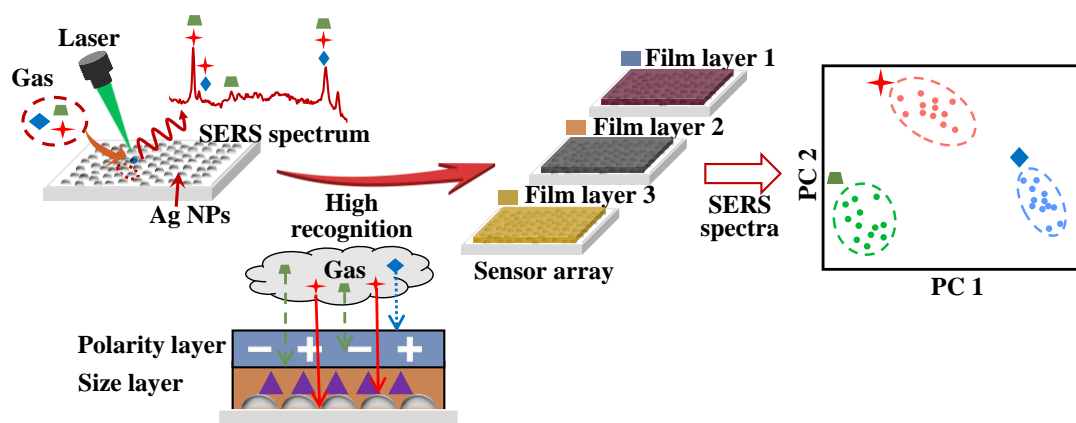 Laser
Gas
SERS spectrum
Ag NPs
High
recognition
Gas
Polarity layer
Size layer
Film layer 1
Film layer 2
Film layer 3
Sensor array
SERS
spectra
PC 2
PC 1